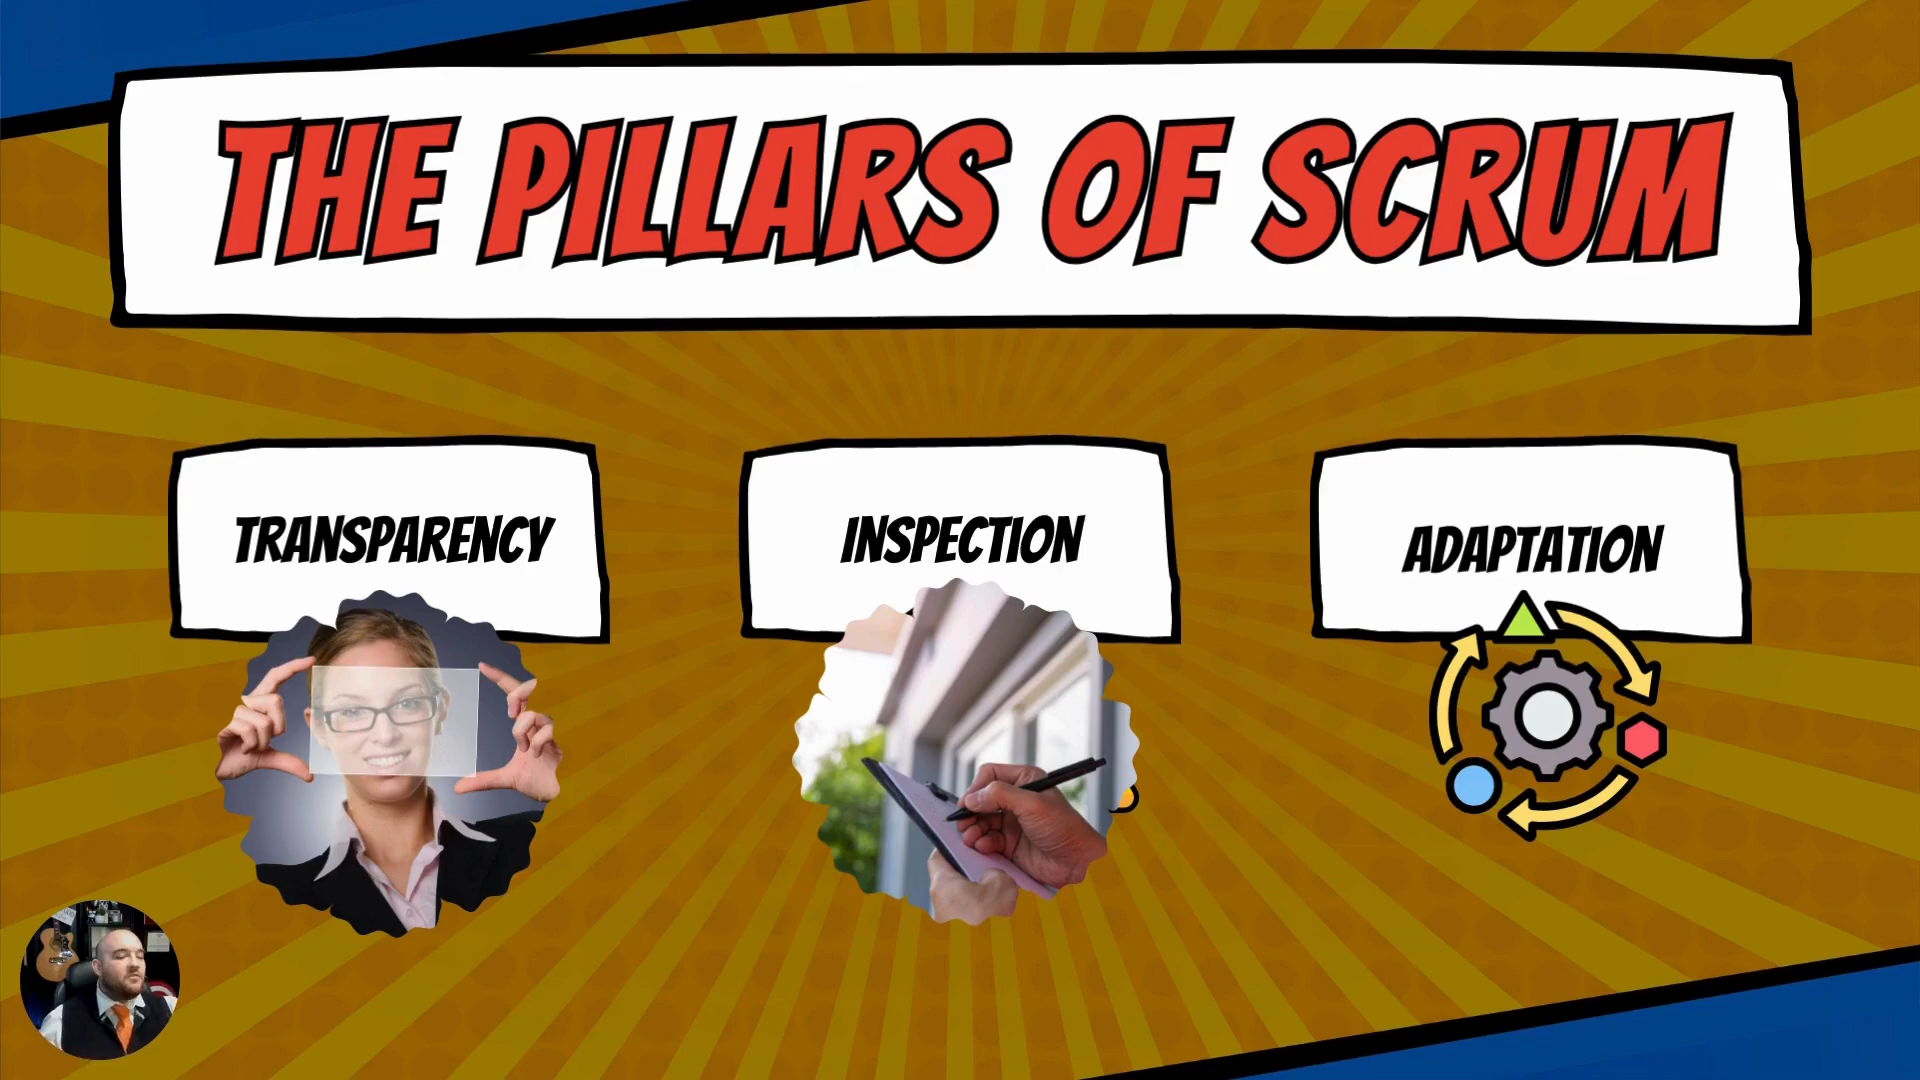 THE PILLARS OF SCRUM
TRANSPARENCY
INSPECTION
ADAPTATION